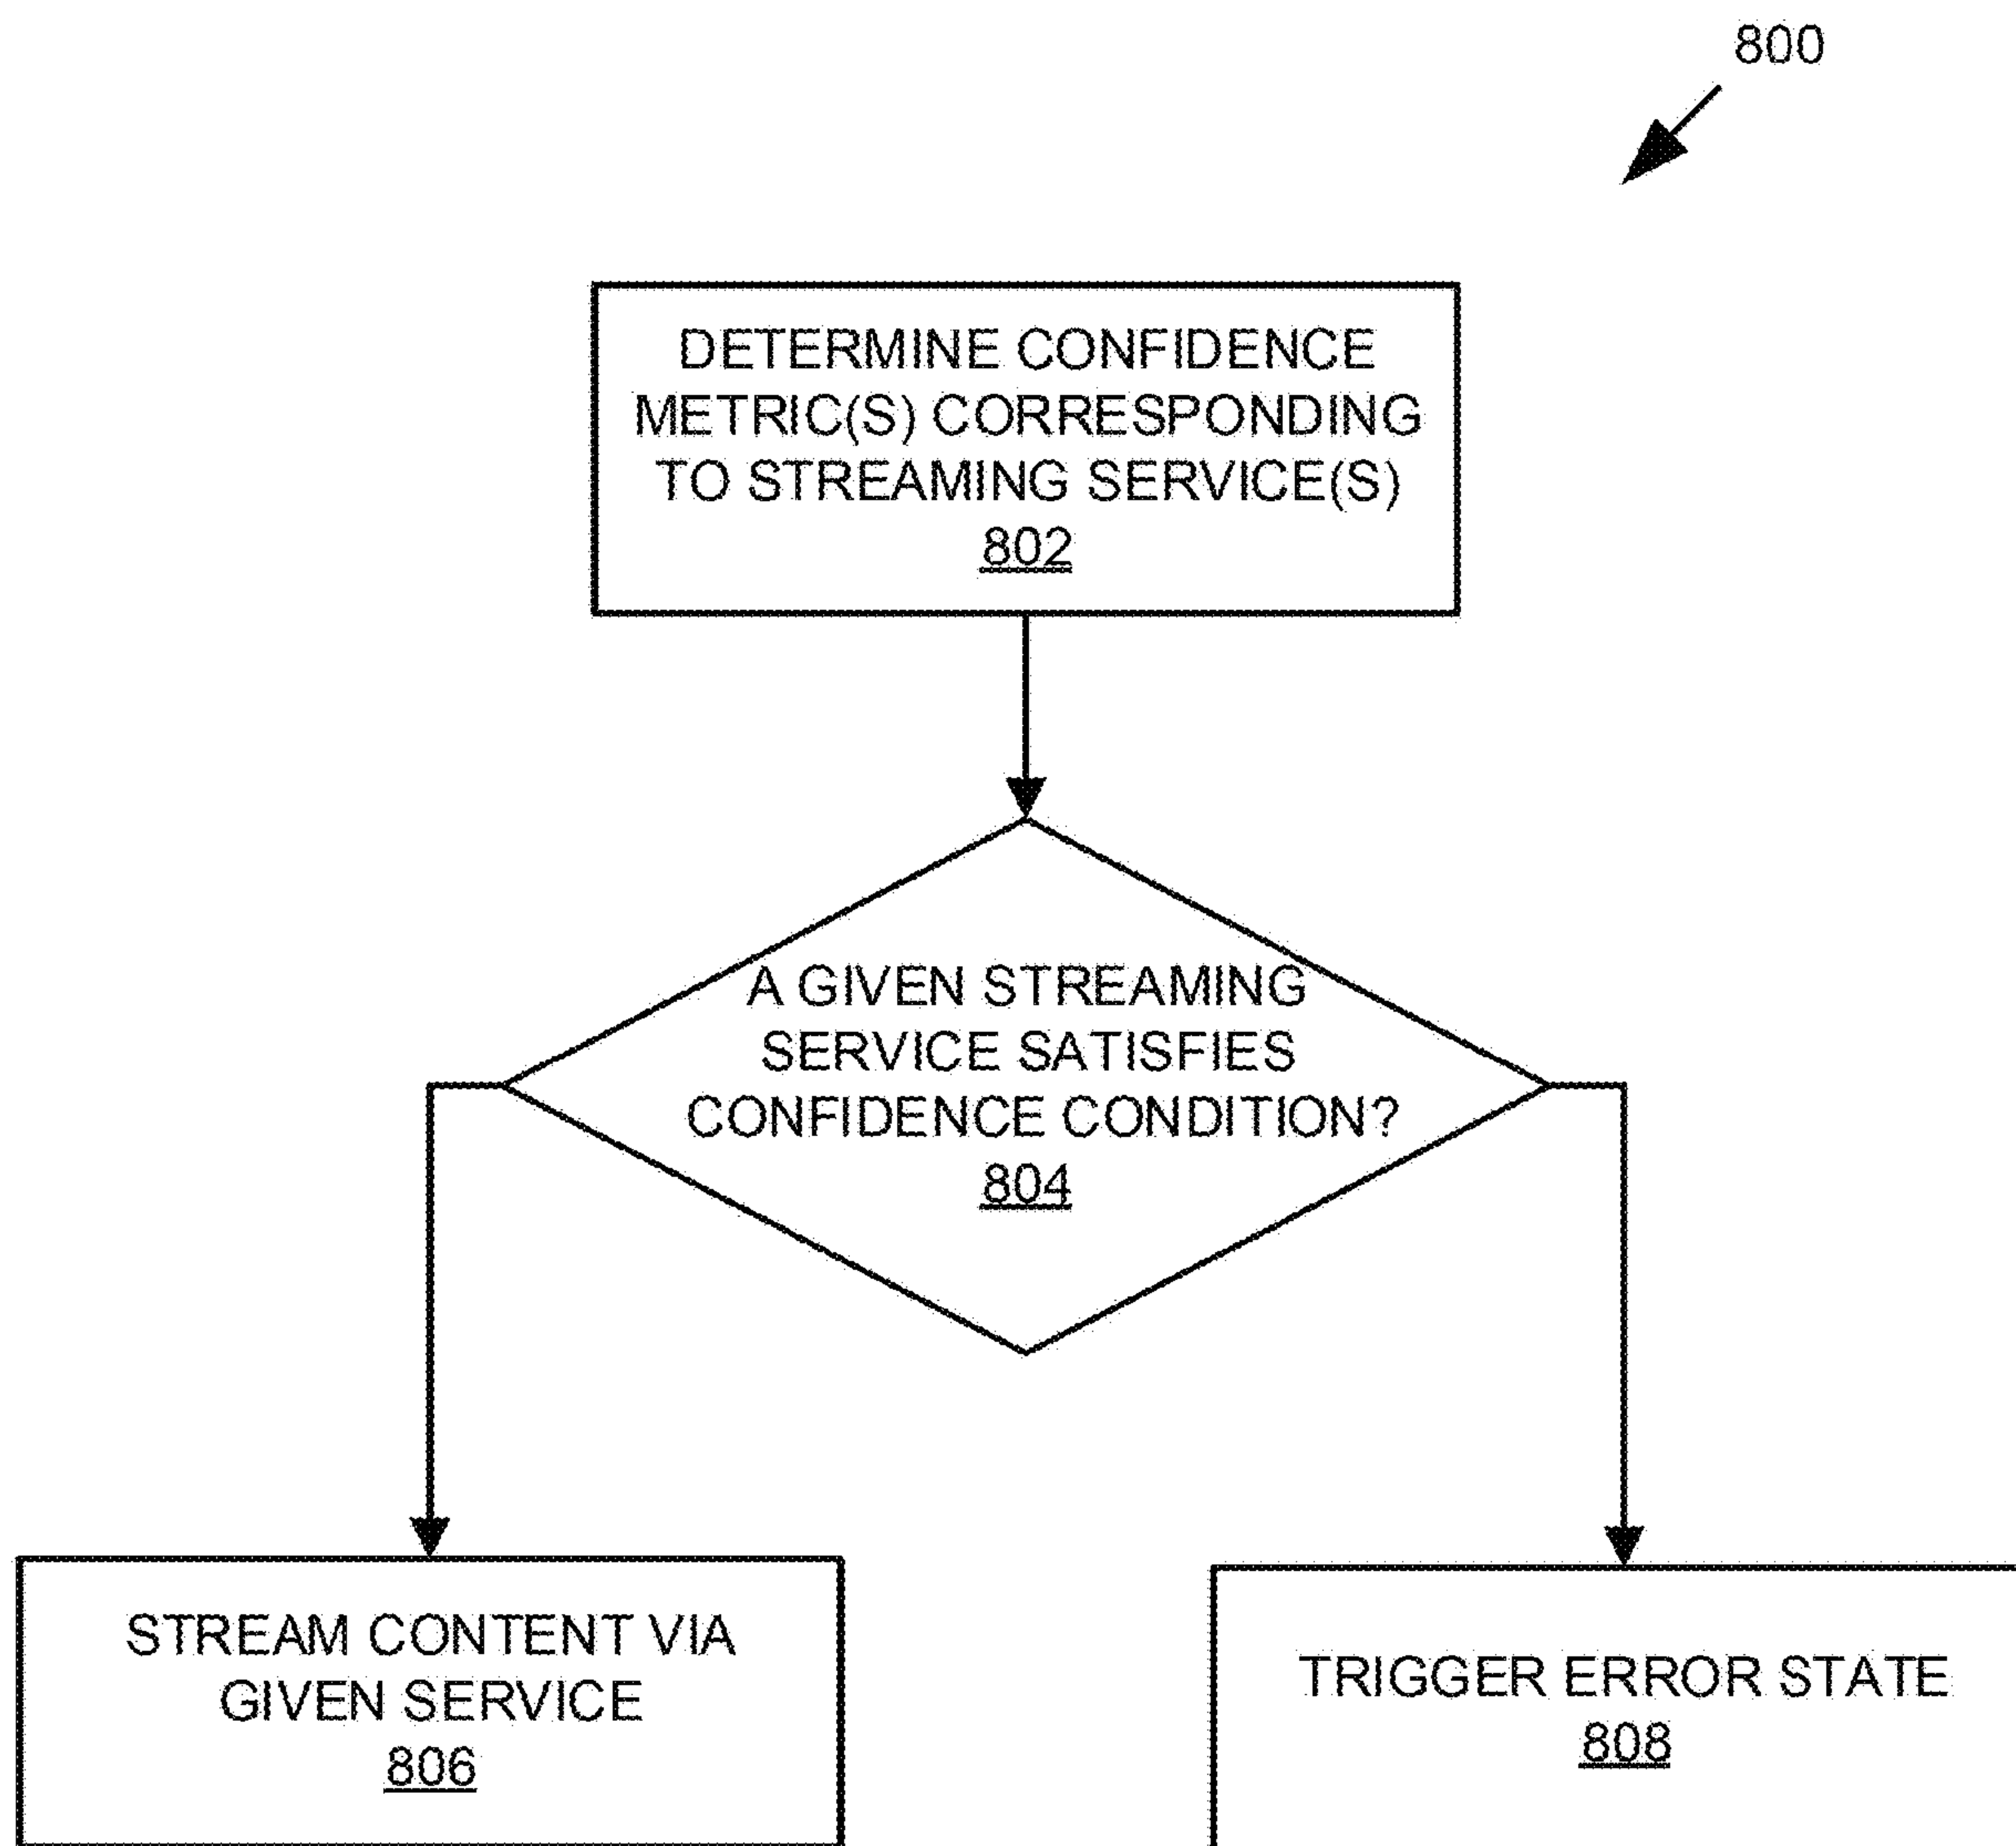 800
DETERMINE CONFIDENCE
METRIC(S) CORRESPONDING
TO STREAMING SERVICE(S)
802
A GIVEN STREAMING
SERVICE SATISFIES
CONFIDENCE CONDITION?
804
STREAM CONTENT VIA
GIVEN SERVICE
806
TRIGGER ERROR STATE
808